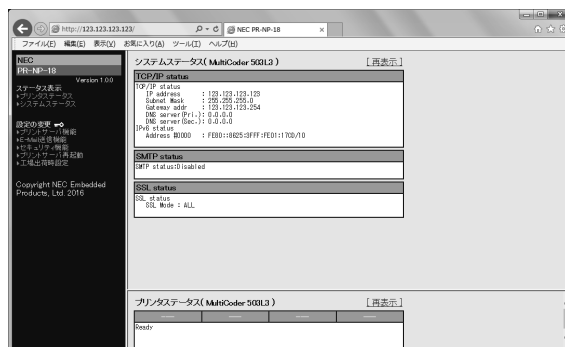 http://123.123.123.123/
NEC PR-NP-18
ファイル(F) 編集(E) 表示(V) お気に入り(A) ツール(T) ヘルプ(H)
NEC
PR-NP-18
Version 1.0.0
ステータス表示
プリンタステータス
システムステータス
設定の変更
プリントサーバ機能
E-Mail送信機能
セキュリティ機能
プリントサーバ再起動
工場出荷時設定
Copyright NEC Embedded
Products, Ltd. 2016
システムステータス( MultiCoder 503L3 ) [再表示]
TCP/IP status
TCP/IP status
IP address : 123.123.123.123
Subnet Mask : 255.255.255.0
Gateway addr : 123.123.123.254
DNS server(Pri.): 0.0.0.0
DNS server(Sec.): 0.0.0.0
IPv6 status
Address #0000 : FE80::8625:3FFF:FE01:17CD/10
SMTP status
SMTP status:Disabled
SSL status
SSL status
SSL Mode : ALL
プリンタステータス( MultiCoder 503L3 ) [再表示]
---- ---- ---- ----
Ready